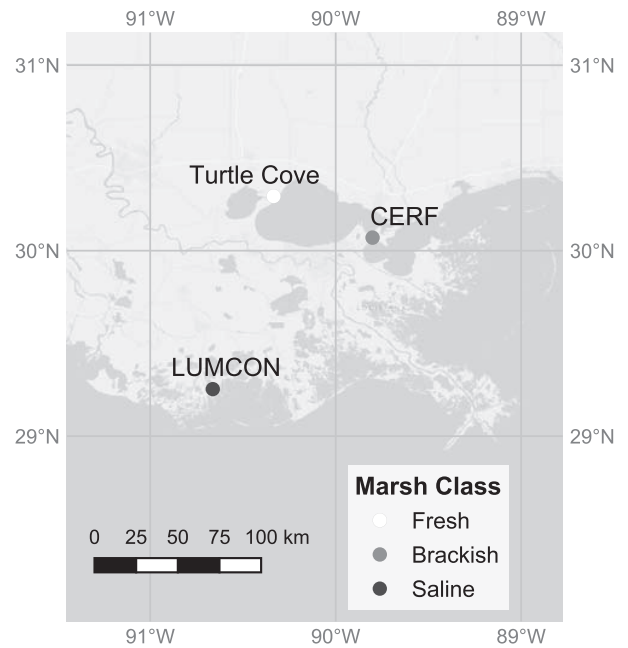 91°W 90°W 89°W
31°N 31°N
Turtle Cove
CERF
30°N 30°N
LUMCON
29°N 29°N
Marsh Class
Fresh
Brackish
Saline
0 25 50 75 100 km
91°W 90°W 89°W